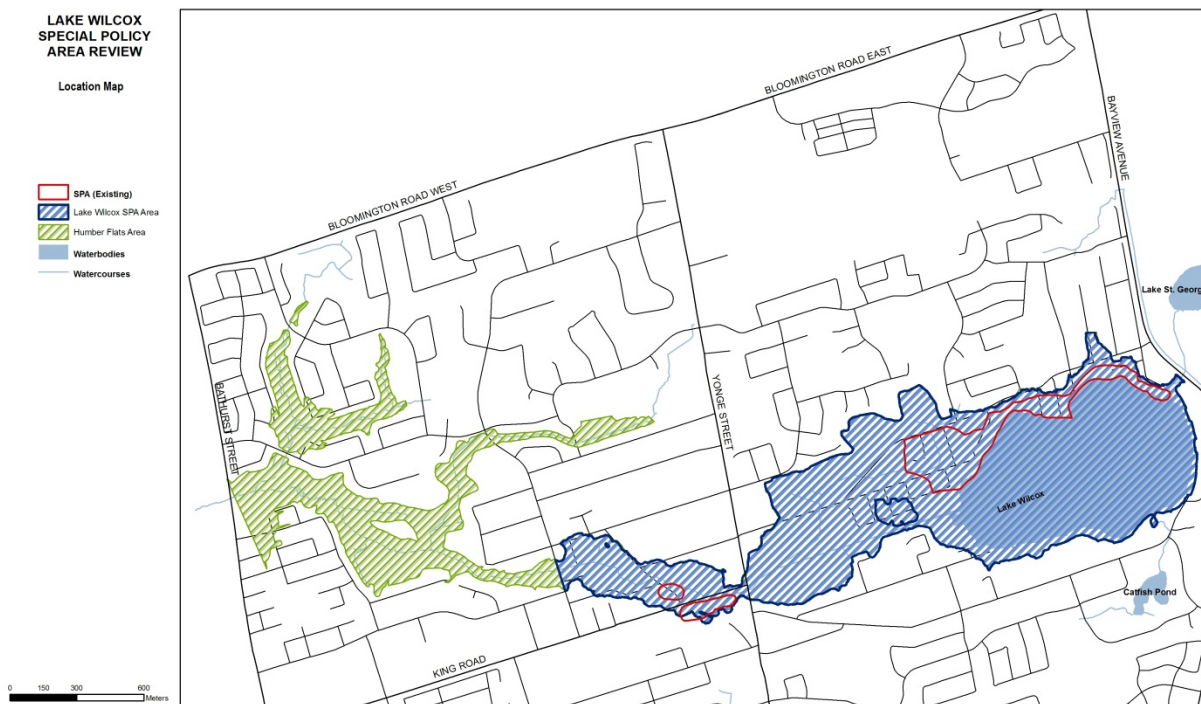 LAKE WILCOX
SPECIAL POLICY
AREA REVIEW
Location Map
SPA (Existing)
Lake Wilcox SPA Area
Humber Flats Area
Waterbodies
Watercourses
0 150 300 600
Meters
BLOOMINGTON ROAD EAST
BLOOMINGTON ROAD WEST
BAYVIEW AVENUE
Lake St. Georg
BATHURST STREET
YONGE STREET
Lake Wilcox
Catfish Pond
KING ROAD